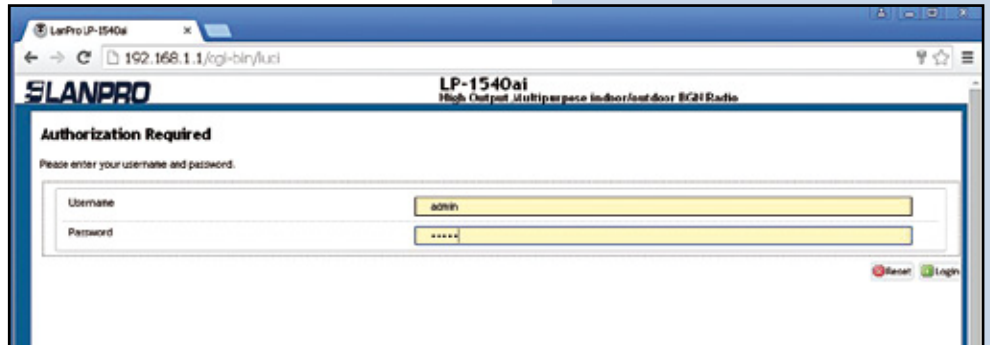 LanPro LP-1540ai
192.168.1.1/cgi-bin/luci
LANPRO
LP-1540ai
High Output Multipurpose indoor/outdoor BGN Radio
Authorization Required
Please enter your username and password.
Username
admin
Password
•••••
Reset
Login